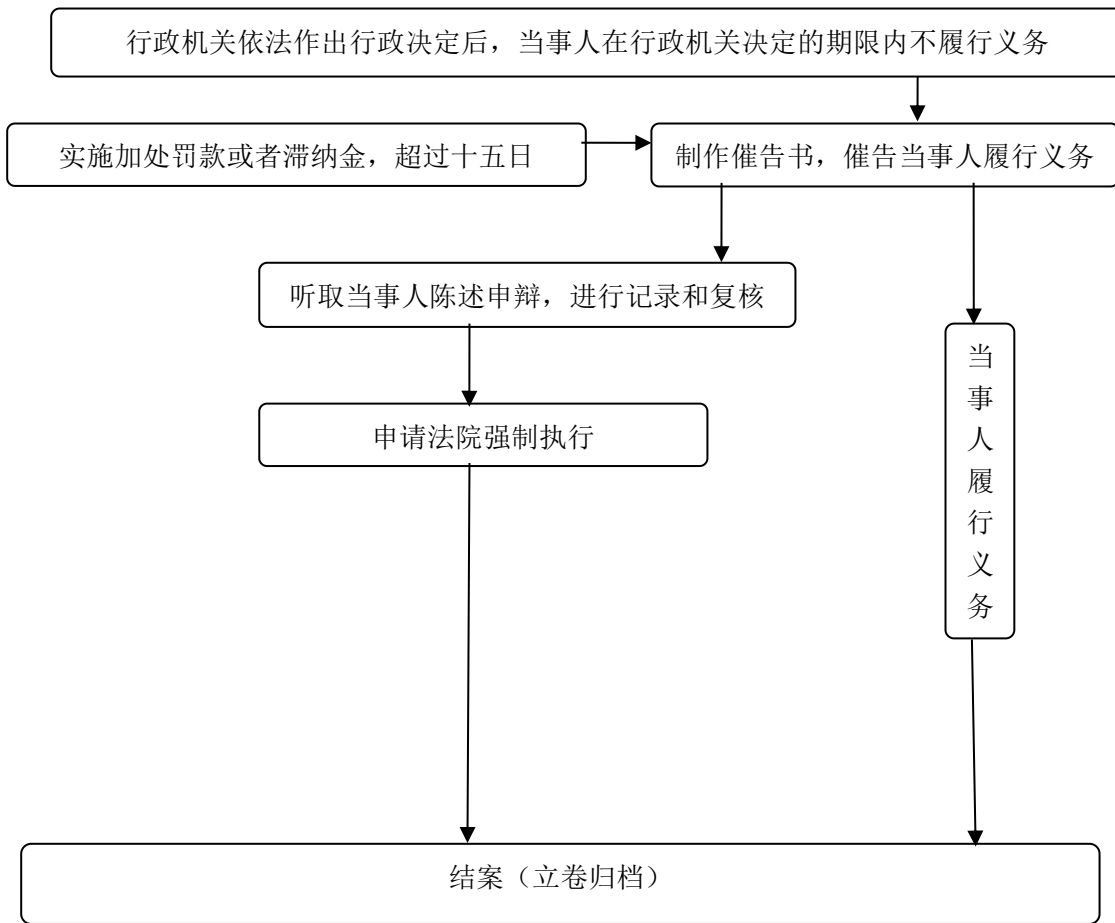 行政机关依法作出行政决定后，当事人在行政机关决定的期限内不履行义务
实施加处罚款或者滞纳金，超过十五日
制作催告书，催告当事人履行义务
听取当事人陈述申辩，进行记录和复核
申请法院强制执行
当事人履行义务
结案（立卷归档）